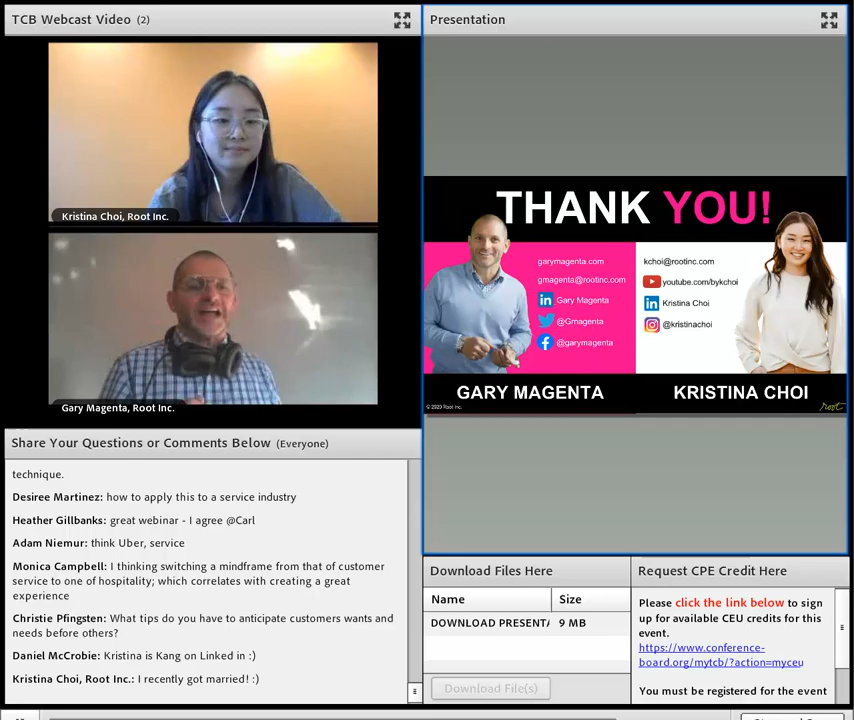 TCB Webcast Video (2)
Kristina Choi, Root Inc.
Gary Magenta, Root Inc.
Share Your Questions or Comments Below (Everyone)
technique.
Desiree Martinez: how to apply this to a service industry
Heather Gillbanks: great webinar - I agree @Carl
Adam Niemur: think Uber, service
Monica Campbell: I thinking switching a mindframe from that of customer
service to one of hospitality; which correlates with creating a great
experience
Christie Pfingsten: What tips do you have to anticipate customers wants and
needs before others?
Daniel McCrobie: Kristina is Kang on Linked in :)
Kristina Choi, Root Inc.: I recently got married! :)
Presentation
THANK YOU!
garymagenta.com
gmagenta@rootinc.com
in Gary Magenta
@Gmagenta
@garymagenta
kchoi@rootinc.com
youtube.com/bykchoi
in Kristina Choi
@kristinachoi
GARY MAGENTA
KRISTINA CHOI
© 2020 Root Inc.
root
Download Files Here
Name Size
DOWNLOAD PRESENTA 9 MB
Download File(s)
Request CPE Credit Here
Please click the link below to sign
up for available CEU credits for this
event.
https://www.conference-
board.org/mytcb/?action=myceu
You must be registered for the event